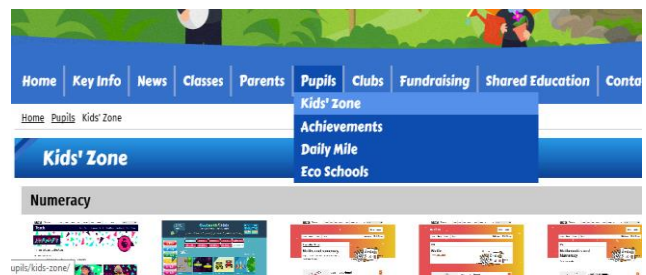 Home Key Info News Classes Parents Pupils Clubs Fundraising Shared Education Conta
Kids' Zone
Achievements
Daily Mile
Eco Schools
Home Pupils Kids' Zone
Kids' Zone
Numeracy
upils/kids-zone/